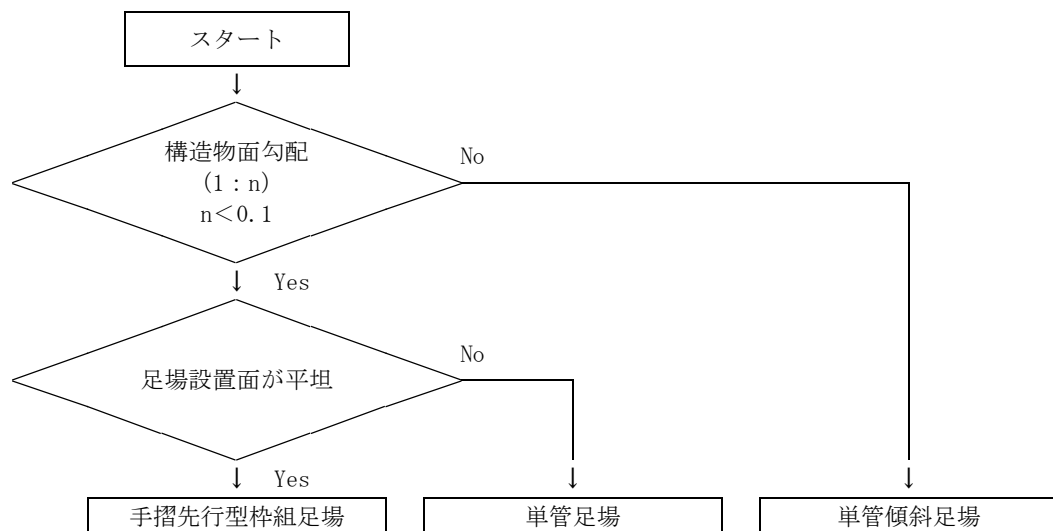 スタート
↓
構造物面勾配
(1：n)
n＜0.1
No
↓ Yes
足場設置面が平坦
No
↓ Yes
↓
↓
手摺先行型枠組足場
単管足場
単管傾斜足場